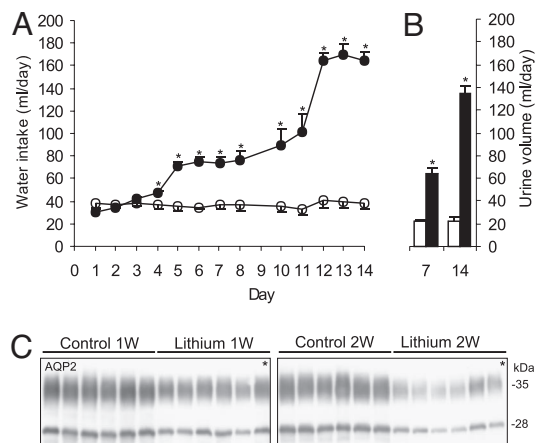 A
Water intake (ml/day)
200
180
160
140
120
100
80
60
40
20
0
* * * * * * * * * *
0 1 2 3 4 5 6 7 8 9 10 11 12 13 14
Day
B
* *
200
180
160
140
120
100
80
60
40
20
0
Urine volume (ml/day)
7 14
C
Control 1W Lithium 1W Control 2W Lithium 2W
AQP2 * * kDa
-35
-28